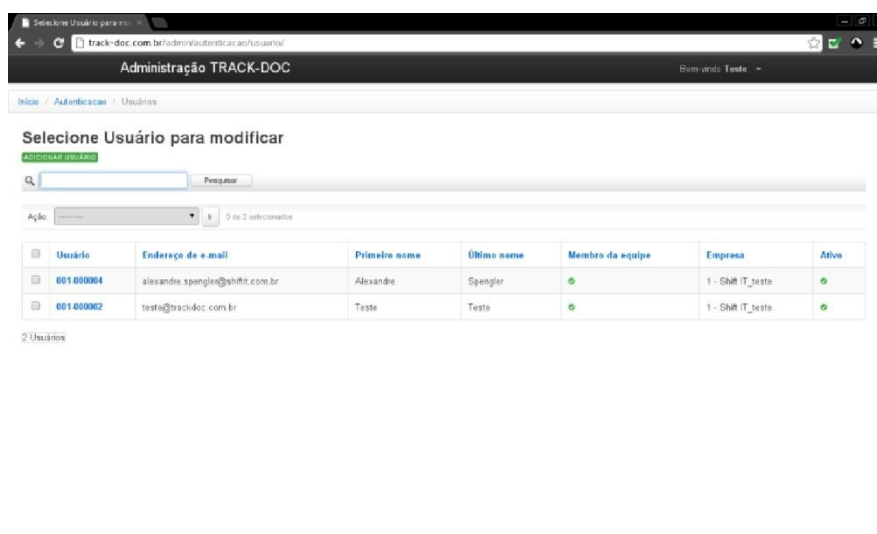 Selecione Usuário para mo
track-doc.com.br/admin/autenticacao/usuario/
Administração TRACK-DOC
Bem-vindo Teste
Início / Autenticacao / Usuários
Selecione Usuário para modificar
ADICIONAR USUÁRIO
Pesquisar
Ação: --------- Ir 0 de 2 selecionados
Usuário Endereço de e-mail Primeiro nome Último nome Membro da equipe Empresa Ativo
001-000004 alexandre.spengler@shiftit.com.br Alexandre Spengler 1 - Shift IT_teste
001-000002 teste@trackdoc.com.br Teste Teste 1 - Shift IT_teste
2 Usuários